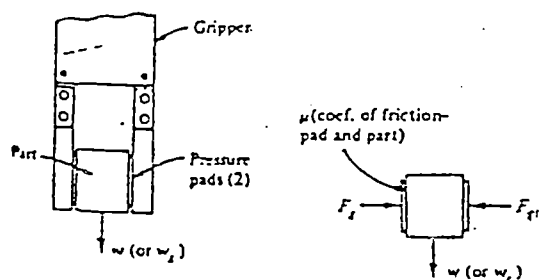 Gripper
Part
Pressure
pads (2)
w (or w
μ(coef. of friction-
pad and part)
F
F
w (or w